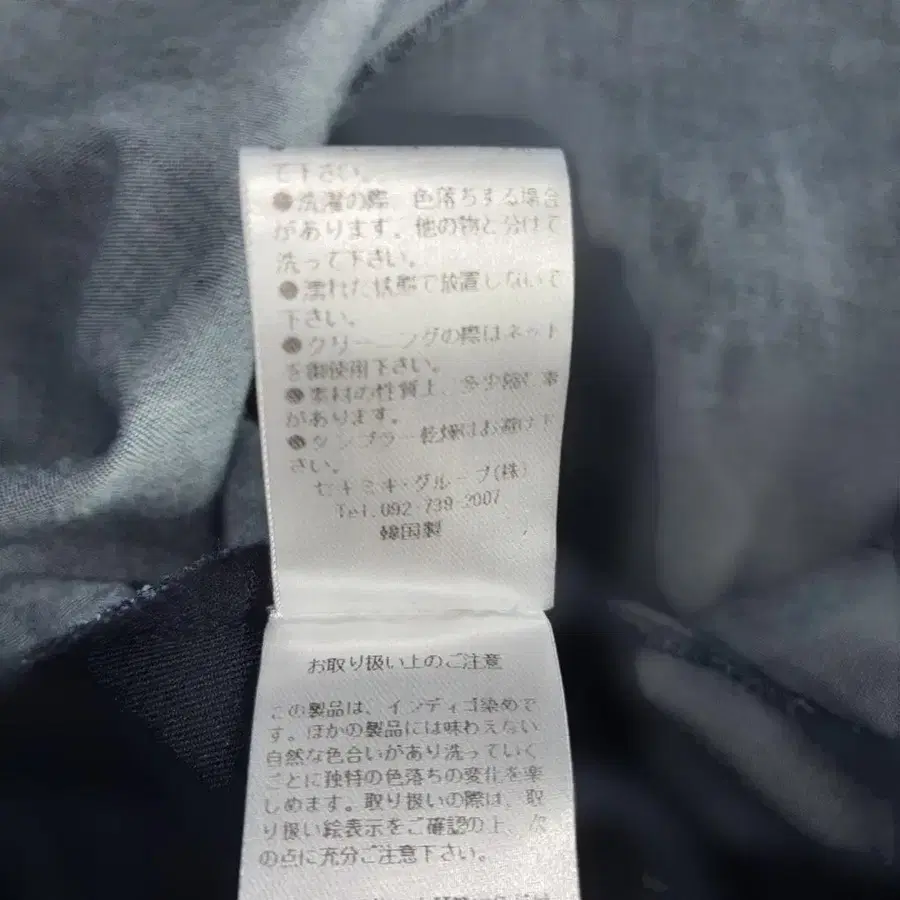 て下さい。
●洗濯の際、色落ちする場合
があります。他の物と分けて
洗って下さい。
●濡れた状態で放置しないで
下さい。
●クリーニングの際はネット
を御使用下さい。
●素材の性質上、多少縮む事
があります。
●タンブラー乾燥はお避け下
さい。
セキミキ・グループ(株)
Tel.092-739-2007
韓国製
お取り扱い上のご注意
この製品は、インディゴ染めで
す。ほかの製品には味わえない
自然な色合いがあり洗っていく
ごとに独特の色落ちの変化を楽
しめます。取り扱いの際は、取
り扱い絵表示をご確認の上、次
の点に充分ご注意下さい。